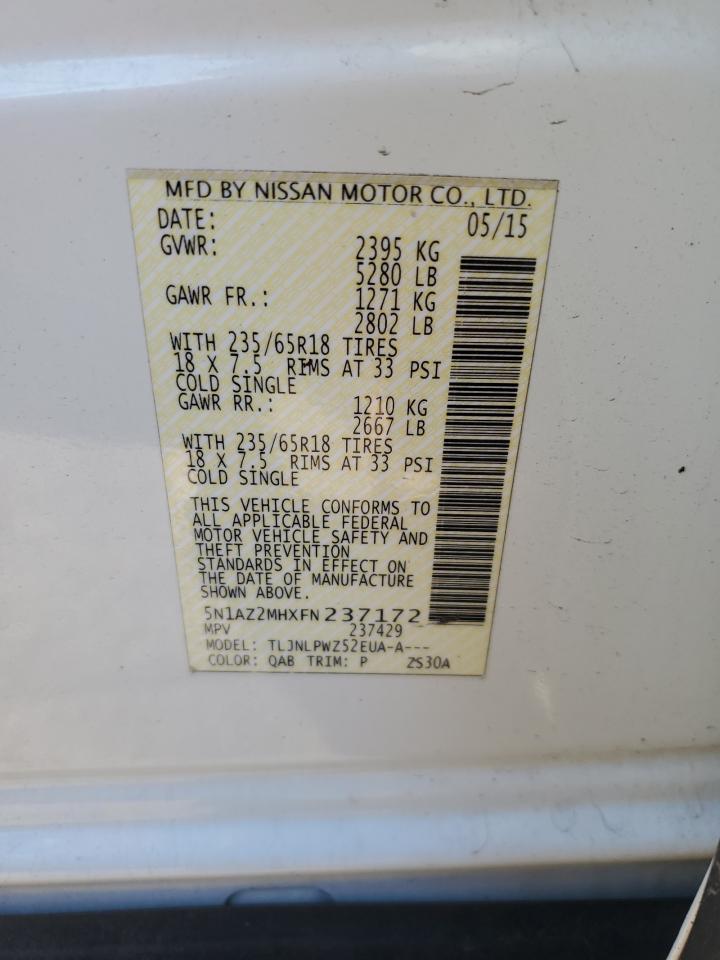 MFD BY NISSAN MOTOR CO., LTD.
DATE: 05/15
GVWR: 2395 KG
5280 LB
GAWR FR.: 1271 KG
2802 LB
WITH 235/65R18 TIRES
18 X 7.5 RIMS AT 33 PSI
COLD SINGLE
GAWR RR.: 1210 KG
2667 LB
WITH 235/65R18 TIRES
18 X 7.5 RIMS AT 33 PSI
COLD SINGLE
THIS VEHICLE CONFORMS TO
ALL APPLICABLE FEDERAL
MOTOR VEHICLE SAFETY AND
THEFT PREVENTION
STANDARDS IN EFFECT ON
THE DATE OF MANUFACTURE
SHOWN ABOVE.
5N1AZ2MHXFN237172
MPV 237429
MODEL: TLJNLPWZ52EUA-A---
COLOR: QAB TRIM: P ZS30A